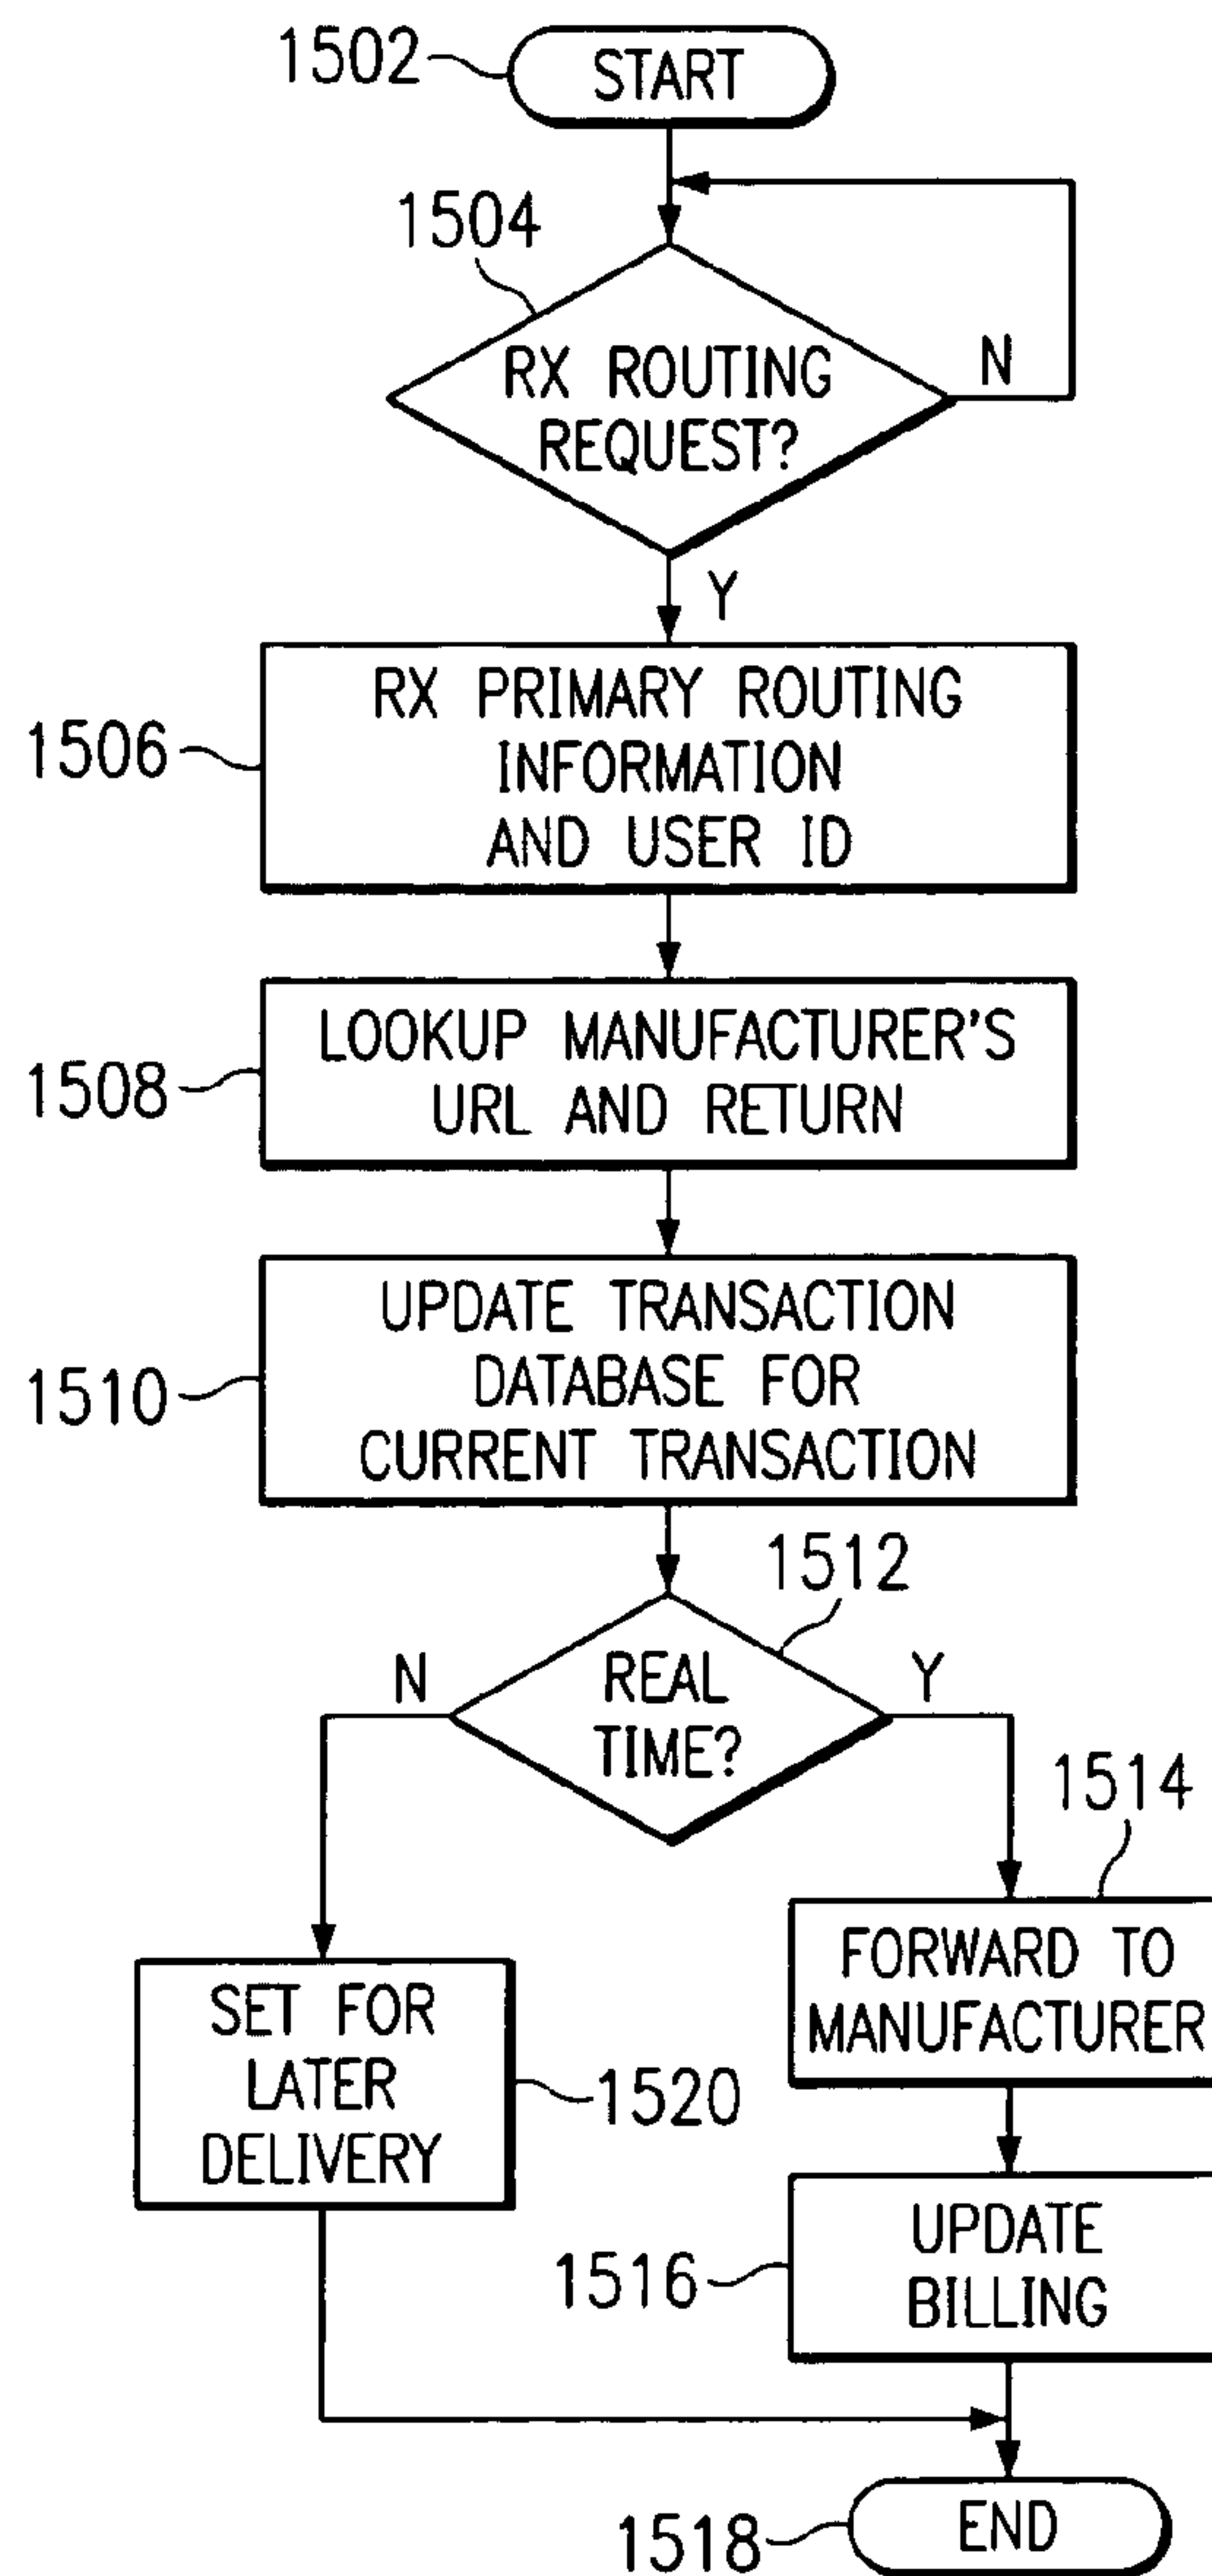 1502
START
1504
RX ROUTING
REQUEST?
N
Y
1506
RX PRIMARY ROUTING
INFORMATION
AND USER ID
1508
LOOKUP MANUFACTURER'S
URL AND RETURN
1510
UPDATE TRANSACTION
DATABASE FOR
CURRENT TRANSACTION
1512
N
REAL
TIME?
Y
1514
FORWARD TO
MANUFACTURER
SET FOR
LATER
DELIVERY
1520
1516
UPDATE
BILLING
1518
END